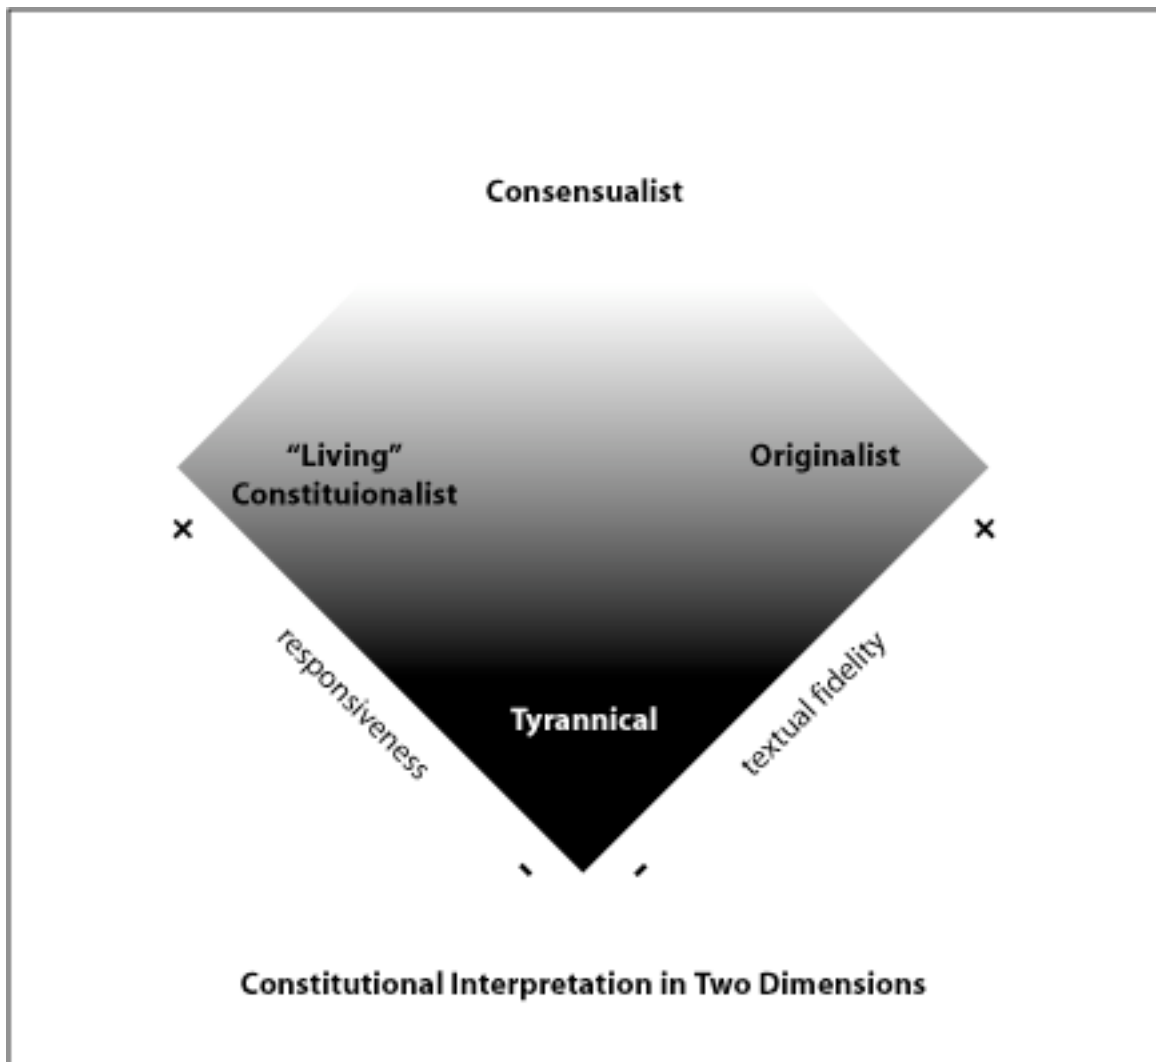 Consensualist
“Living”
Constituionalist
Originalist
+
+
responsiveness
textual fidelity
Tyrannical
-
-
Constitutional Interpretation in Two Dimensions